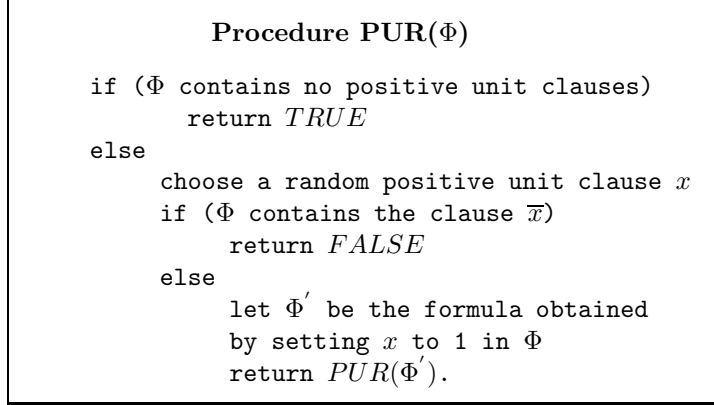 Procedure PUR(Φ)
if (Φ contains no positive unit clauses)
return TRUE
else
choose a random positive unit clause x
if (Φ contains the clause x̅)
return FALSE
else
let Φ′ be the formula obtained
by setting x to 1 in Φ
return PUR(Φ′).